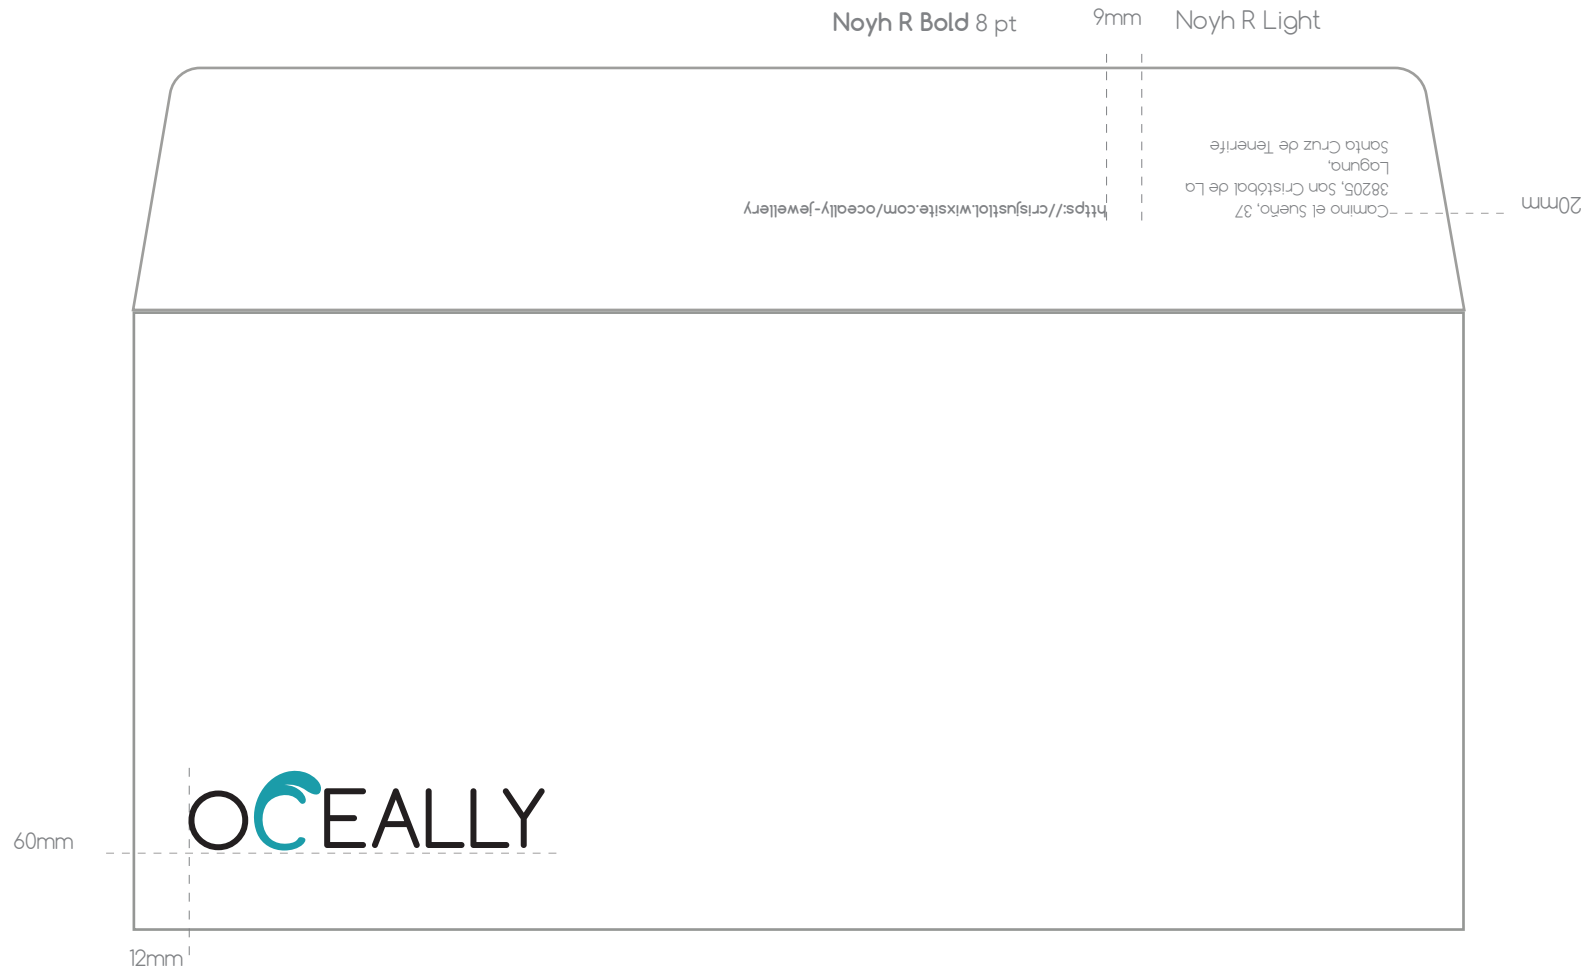 Noyh R Bold 8 pt
9mm
Noyh R Light
Camino el Sueño, 37
38205, San Cristóbal de La
Laguna,
Santa Cruz de Tenerife
https://crisjustlol.wixsite.com/oceally-jewellery
20mm
OCEALLY
60mm
12mm